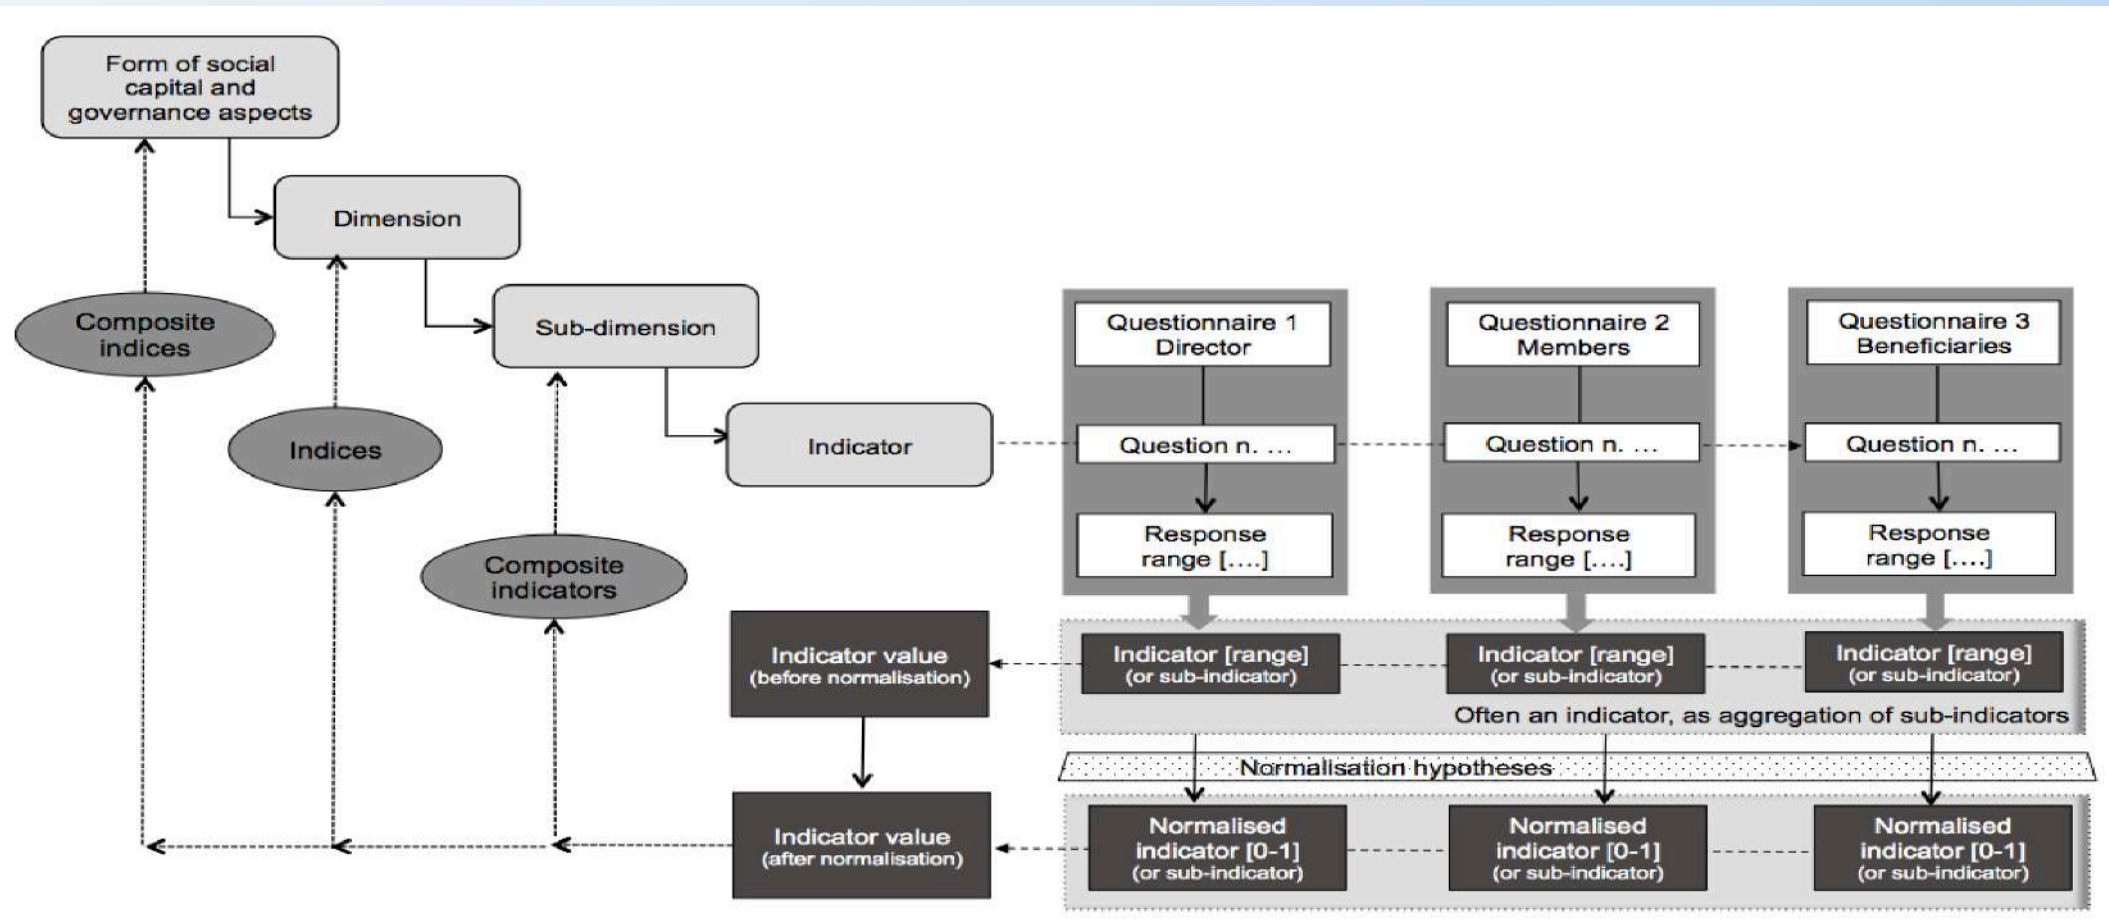 Form of social
capital and
governance aspects
Dimension
Sub-dimension
Indicator
Composite
indices
Indices
Composite
indicators
Questionnaire 1
Director
Question n. ...
Response
range [....]
Questionnaire 2
Members
Question n. ...
Response
range [....]
Questionnaire 3
Beneficiaries
Question n. ...
Response
range [....]
Indicator value
(before normalisation)
Indicator [range]
(or sub-indicator)
Indicator [range]
(or sub-indicator)
Indicator [range]
(or sub-indicator)
Often an indicator, as aggregation of sub-indicators
Normalisation hypotheses
Indicator value
(after normalisation)
Normalised
indicator [0-1]
(or sub-indicator)
Normalised
indicator [0-1]
(or sub-indicator)
Normalised
indicator [0-1]
(or sub-indicator)